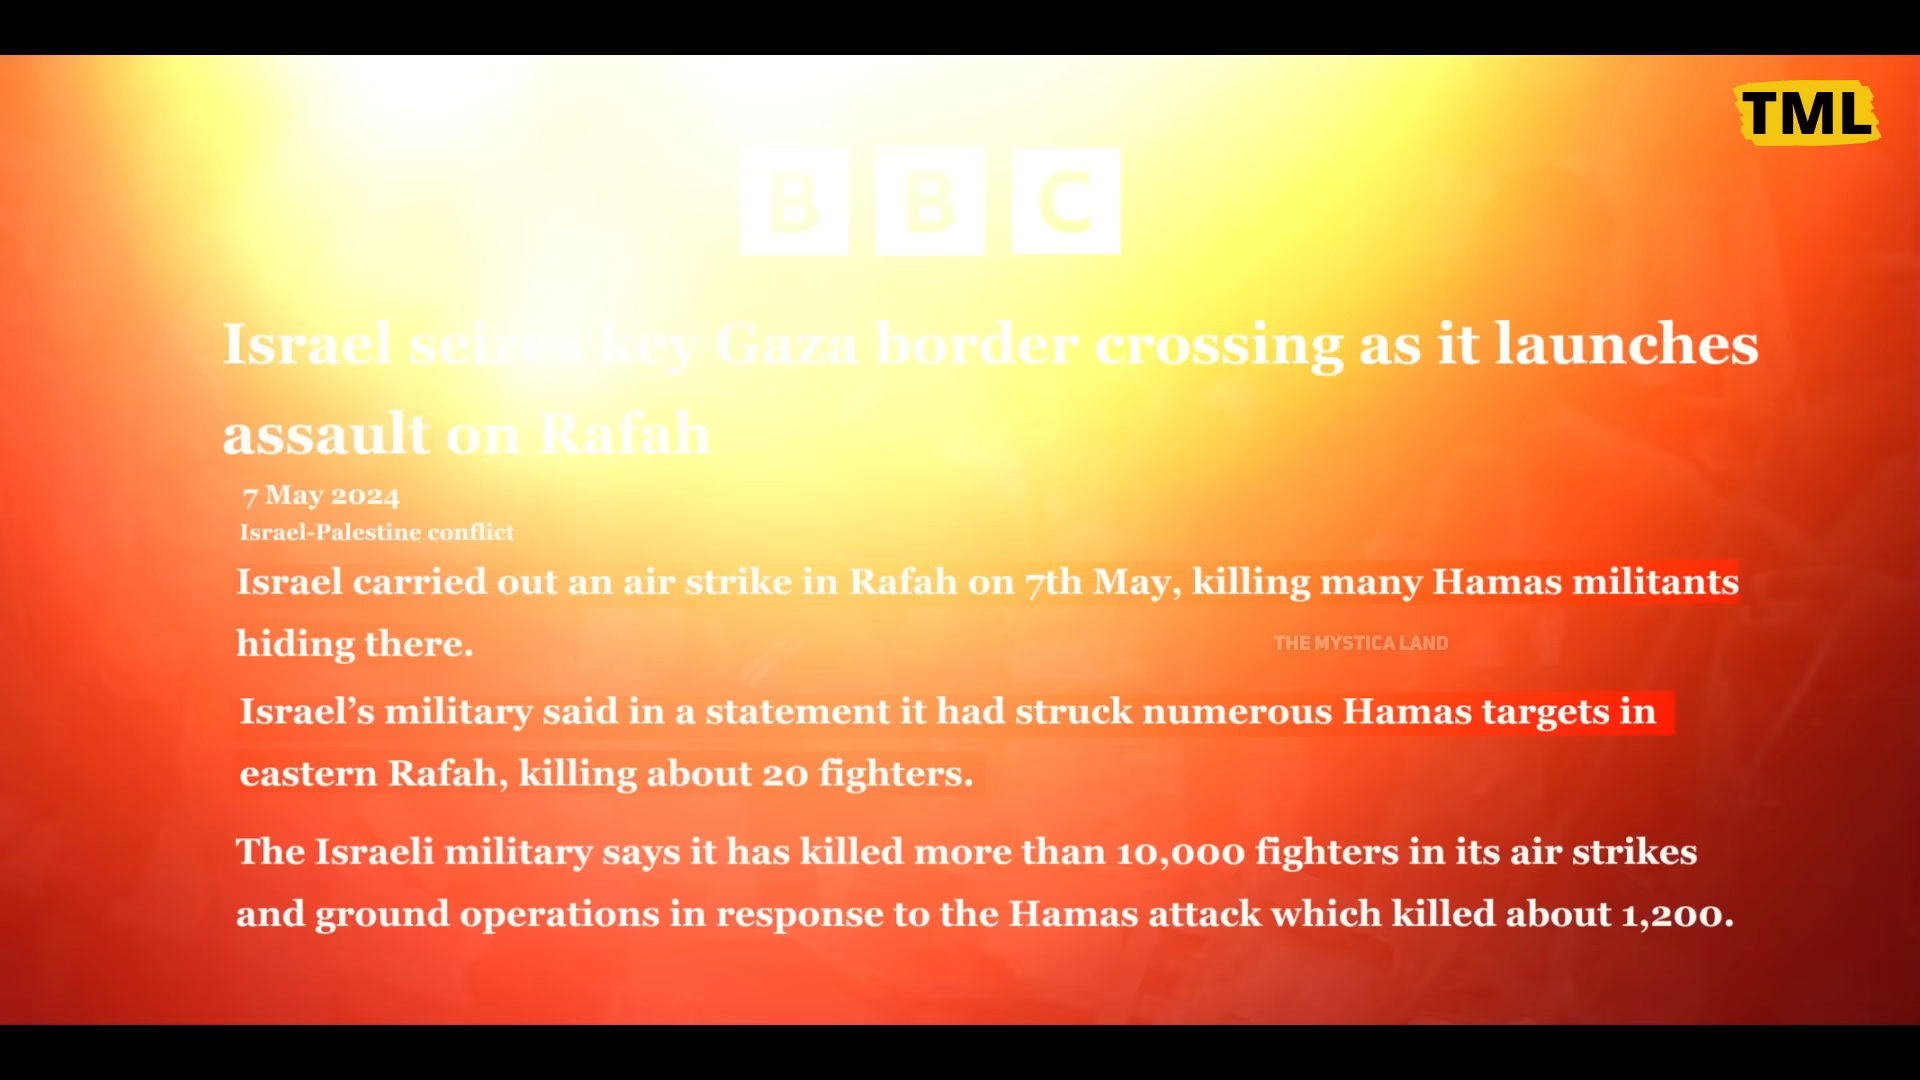 TML
BBC
Israel seizes key Gaza border crossing as it launches
assault on Rafah
7 May 2024
Israel-Palestine conflict
Israel carried out an air strike in Rafah on 7th May, killing many Hamas militants
hiding there.
THE MYSTICA LAND
Israel’s military said in a statement it had struck numerous Hamas targets in
eastern Rafah, killing about 20 fighters.
The Israeli military says it has killed more than 10,000 fighters in its air strikes
and ground operations in response to the Hamas attack which killed about 1,200.